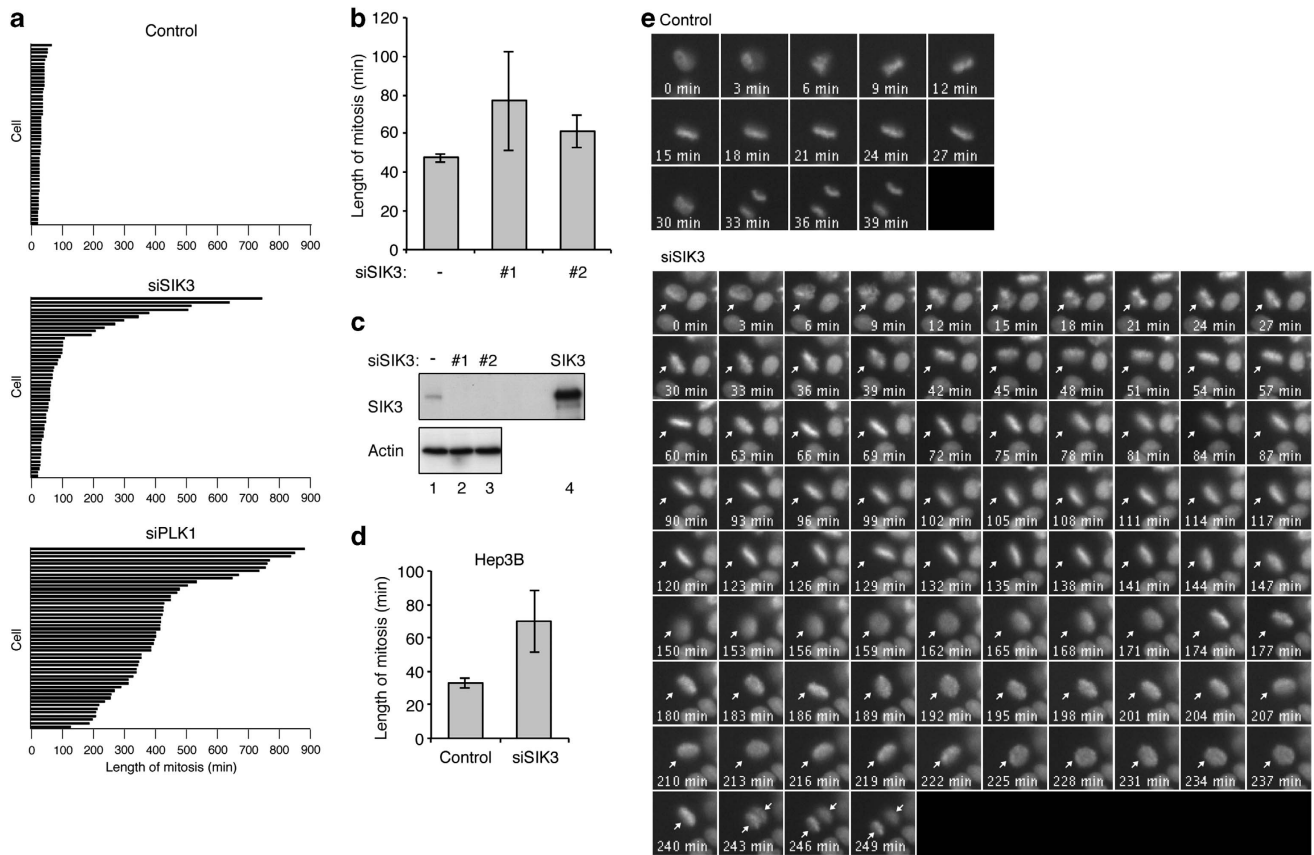 a
Control
Cell
0 100 200 300 400 500 600 700 800 900
siSIK3
Cell
0 100 200 300 400 500 600 700 800 900
siPLK1
Cell
0 100 200 300 400 500 600 700 800 900
Length of mitosis (min)
b
Length of mitosis (min)
120
100
80
60
40
20
0
siSIK3: - #1 #2
c
siSIK3: - #1 #2 SIK3
SIK3
Actin
1 2 3 4
d
Hep3B
Length of mitosis (min)
100
80
60
40
20
0
Control siSIK3
e Control
0 min 3 min 6 min 9 min 12 min
15 min 18 min 21 min 24 min 27 min
30 min 33 min 36 min 39 min
siSIK3
0 min 3 min 6 min 9 min 12 min 15 min 18 min 21 min 24 min 27 min
30 min 33 min 36 min 39 min 42 min 45 min 48 min 51 min 54 min 57 min
60 min 63 min 66 min 69 min 72 min 75 min 78 min 81 min 84 min 87 min
90 min 93 min 96 min 99 min 102 min 105 min 108 min 111 min 114 min 117 min
120 min 123 min 126 min 129 min 132 min 135 min 138 min 141 min 144 min 147 min
150 min 153 min 156 min 159 min 162 min 165 min 168 min 171 min 174 min 177 min
180 min 183 min 186 min 189 min 192 min 195 min 198 min 201 min 204 min 207 min
210 min 213 min 216 min 219 min 222 min 225 min 228 min 231 min 234 min 237 min
240 min 243 min 246 min 249 min